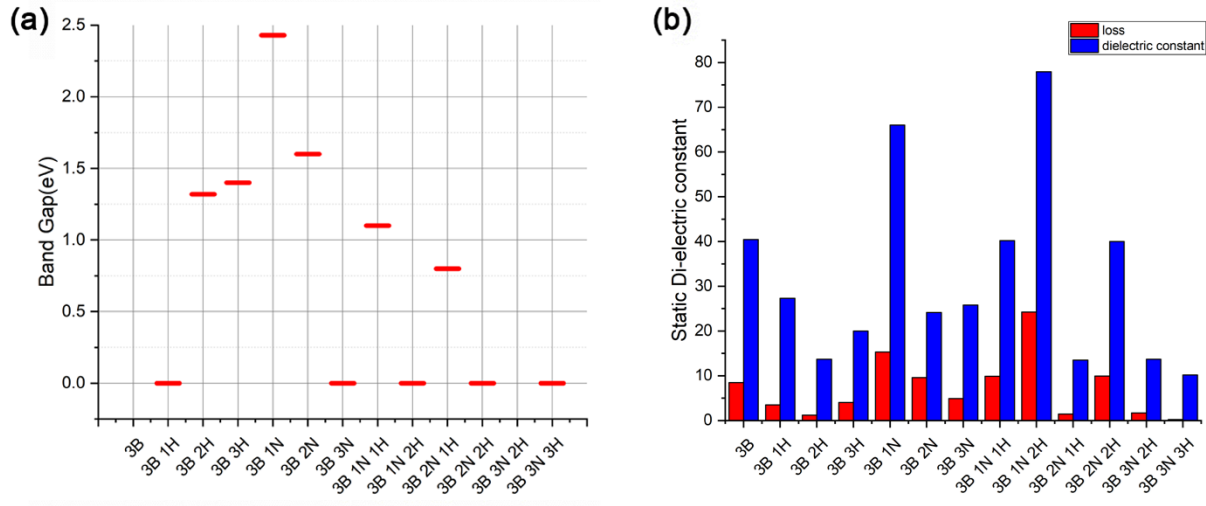 (a)
Band Gap(eV)
2.5
2.0
1.5
1.0
0.5
0.0
3B
3B 1H
3B 2H
3B 3H
3B 1N
3B 2N
3B 3N
3B 1N 1H
3B 1N 2H
3B 2N 1H
3B 2N 2H
3B 3N 2H
3B 3N 3H
(b)
loss
dielectric constant
Static Di-electric constant
80
70
60
50
40
30
20
10
0
3B
3B 1H
3B 2H
3B 3H
3B 1N
3B 2N
3B 3N
3B 1N 1H
3B 1N 2H
3B 2N 1H
3B 2N 2H
3B 3N 2H
3B 3N 3H